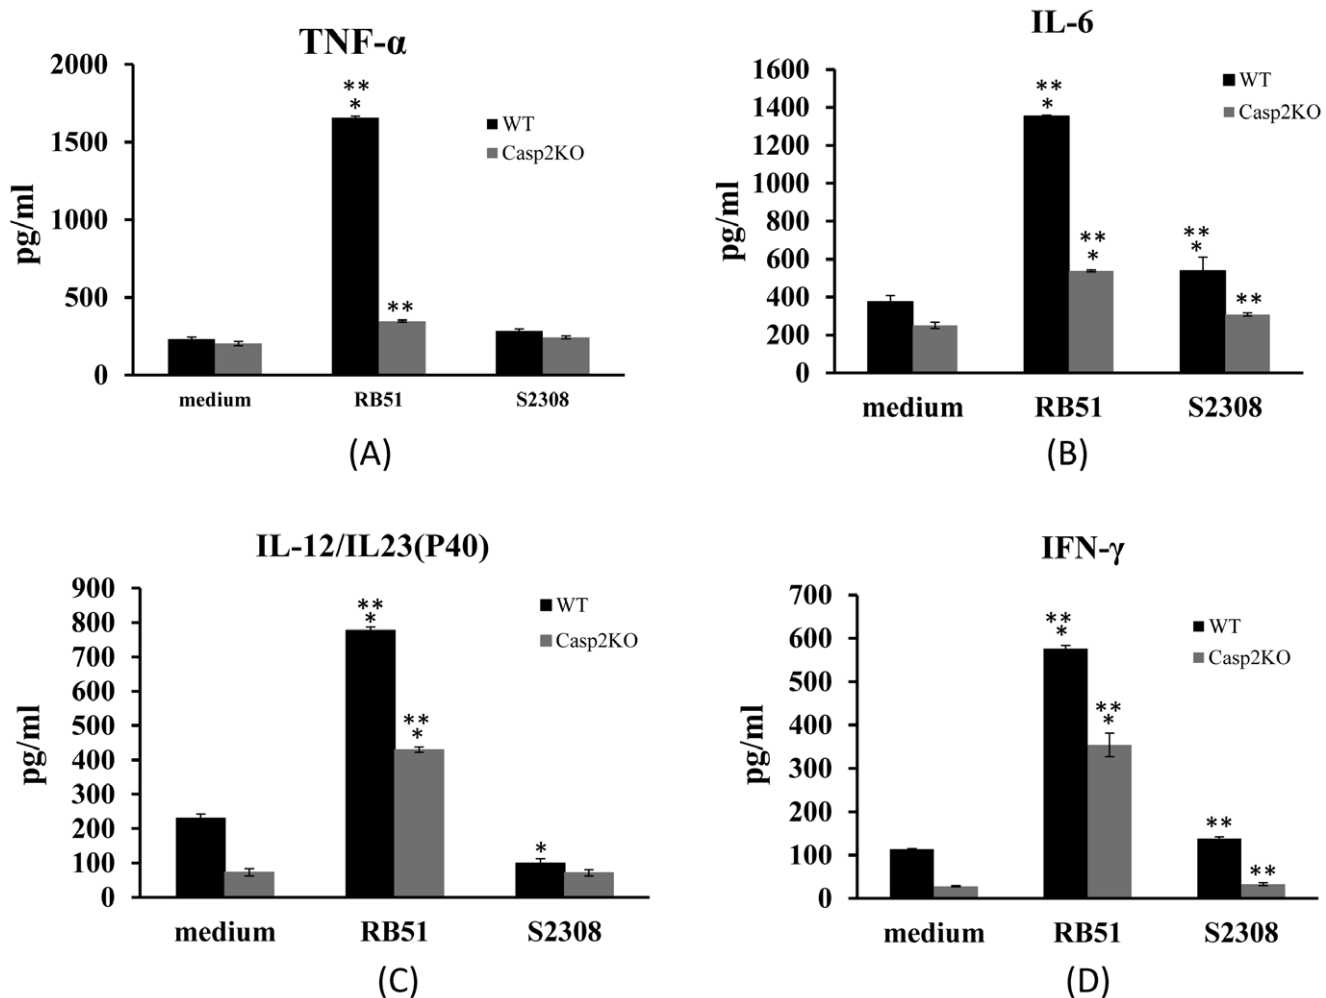 TNF-α
2000
1500
1000
500
0
pg/ml
**
*
**
WT
Casp2KO
medium RB51 S2308
(A)
IL-6
1600
1400
1200
1000
800
600
400
200
0
pg/ml
**
*
**
*
**
*
**
WT
Casp2KO
medium RB51 S2308
(B)
IL-12/IL23(P40)
900
800
700
600
500
400
300
200
100
0
pg/ml
**
*
**
*
*
WT
Casp2KO
medium RB51 S2308
(C)
IFN-γ
700
600
500
400
300
200
100
0
pg/ml
**
*
**
*
**
**
WT
Casp2KO
medium RB51 S2308
(D)